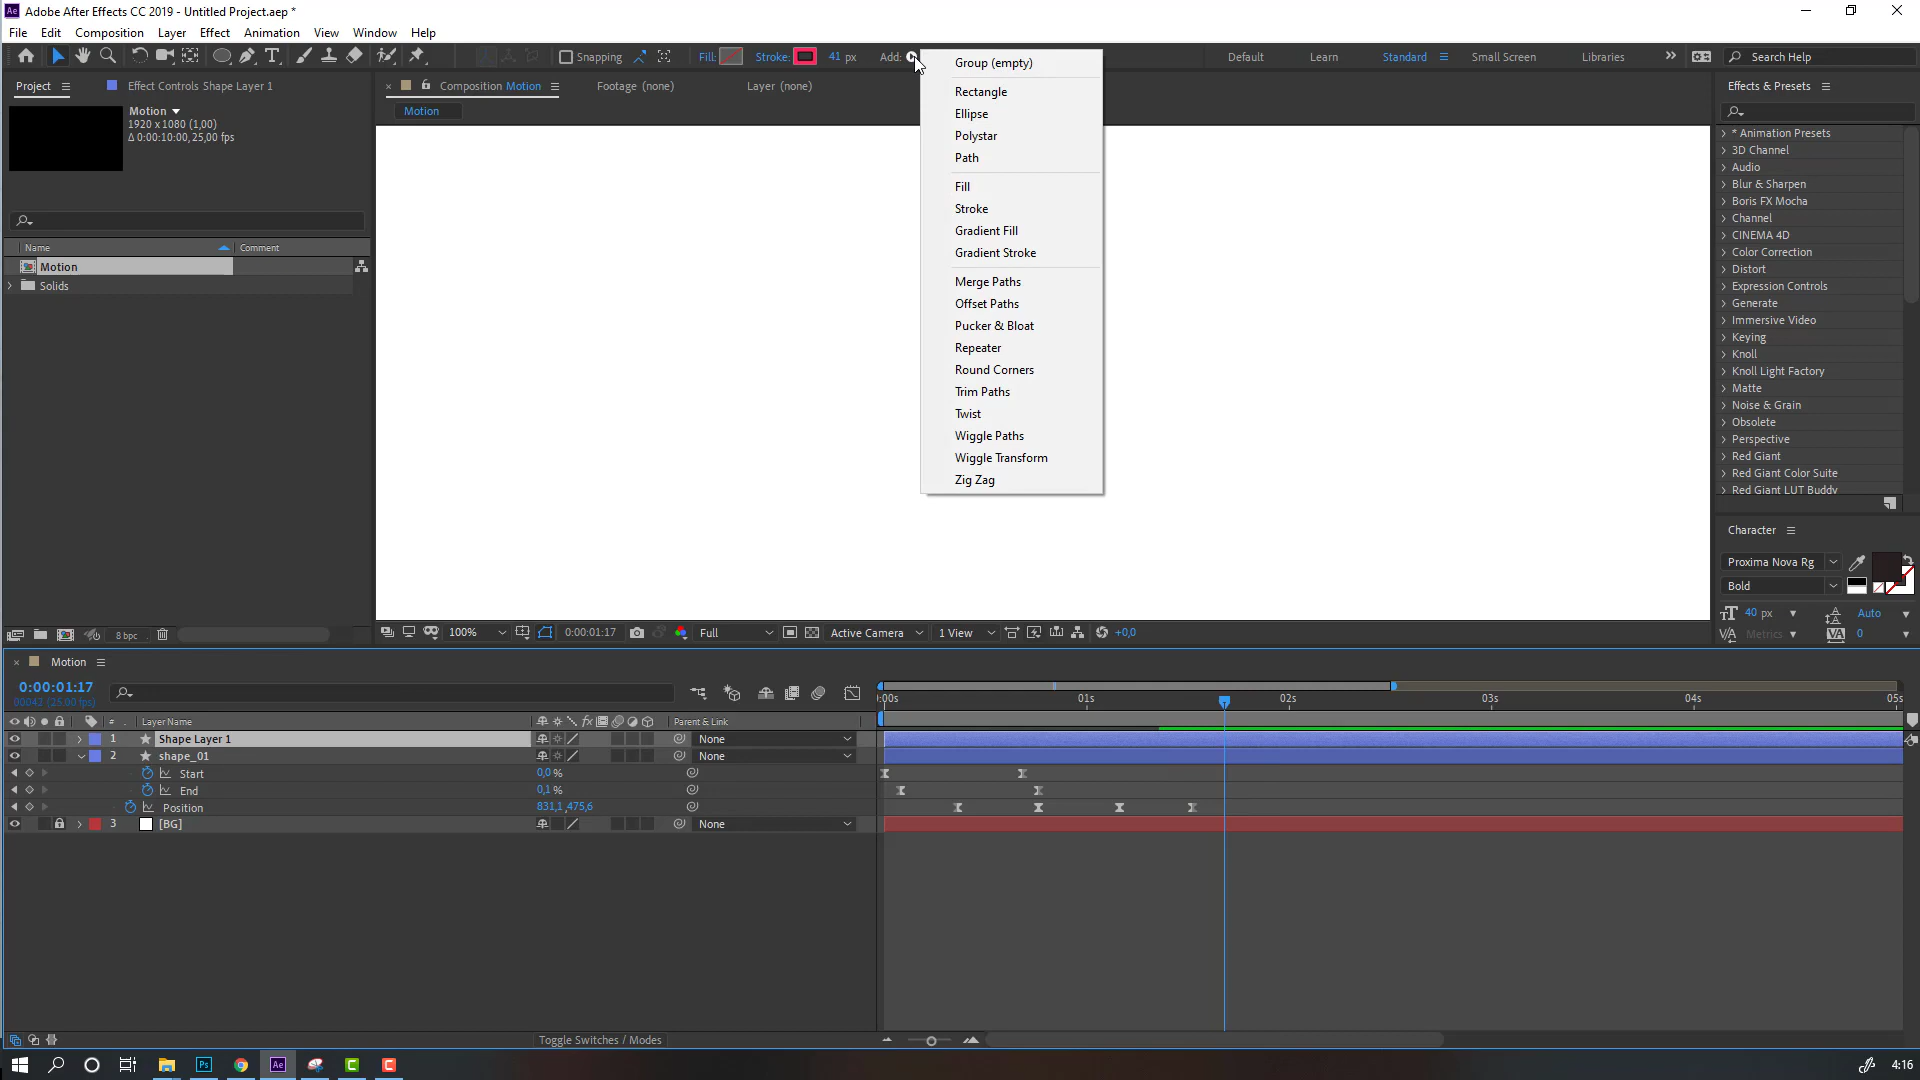 Adobe After Effects CC 2019 - Untitled Project.aep *
File Edit Composition Layer Effect Animation View Window Help
Snapping Fill: Stroke: 41 px Add: Default Learn Standard Small Screen Libraries Search Help
Project Effect Controls Shape Layer 1
Composition Motion Footage (none) Layer (none)
Effects & Presets
Motion
1920 x 1080 (1,00)
Δ 0:00:10:00, 25,00 fps
Motion
Name Comment
Motion
Solids
8 bpc
Group (empty)
Rectangle
Ellipse
Polystar
Path
Fill
Stroke
Gradient Fill
Gradient Stroke
Merge Paths
Offset Paths
Pucker & Bloat
Repeater
Round Corners
Trim Paths
Twist
Wiggle Paths
Wiggle Transform
Zig Zag
* Animation Presets
3D Channel
Audio
Blur & Sharpen
Boris FX Mocha
Channel
CINEMA 4D
Color Correction
Distort
Expression Controls
Generate
Immersive Video
Keying
Knoll
Knoll Light Factory
Matte
Noise & Grain
Obsolete
Perspective
Red Giant
Red Giant Color Suite
Red Giant LUT Buddy
Character
Proxima Nova Rg
Bold
40 px Auto
Metrics 0
100% 0:00:01:17 Full Active Camera 1 View +0,0
Motion
0:00:01:17
00042 (25.00 fps)
:00s 01s 02s 03s 04s 05s
# Layer Name Parent & Link
1 Shape Layer 1 None
2 shape_01 None
Start 0,0 %
End 0,1 %
Position 831,1 ,475,6
3 [BG] None
Toggle Switches / Modes
4:16